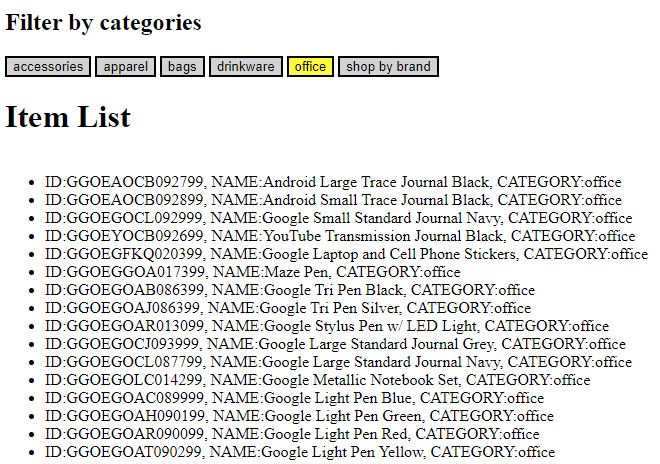 Filter by categories
accessories apparel bags drinkware office shop by brand
Item List
ID:GGOEAOCB092799, NAME:Android Large Trace Journal Black, CATEGORY:office
ID:GGOEAOCB092899, NAME:Android Small Trace Journal Black, CATEGORY:office
ID:GGOEGOCL092999, NAME:Google Small Standard Journal Navy, CATEGORY:office
ID:GGOEYOCB092699, NAME:YouTube Transmission Journal Black, CATEGORY:office
ID:GGOEGFKQ020399, NAME:Google Laptop and Cell Phone Stickers, CATEGORY:office
ID:GGOEGGOA017399, NAME:Maze Pen, CATEGORY:office
ID:GGOEGOAB086399, NAME:Google Tri Pen Black, CATEGORY:office
ID:GGOEGOAJ086399, NAME:Google Tri Pen Silver, CATEGORY:office
ID:GGOEGOAR013099, NAME:Google Stylus Pen w/ LED Light, CATEGORY:office
ID:GGOEGOCJ093999, NAME:Google Large Standard Journal Grey, CATEGORY:office
ID:GGOEGOCL087799, NAME:Google Large Standard Journal Navy, CATEGORY:office
ID:GGOEGOLC014299, NAME:Google Metallic Notebook Set, CATEGORY:office
ID:GGOEGOAC089999, NAME:Google Light Pen Blue, CATEGORY:office
ID:GGOEGOAH090199, NAME:Google Light Pen Green, CATEGORY:office
ID:GGOEGOAR090099, NAME:Google Light Pen Red, CATEGORY:office
ID:GGOEGOAT090299, NAME:Google Light Pen Yellow, CATEGORY:office